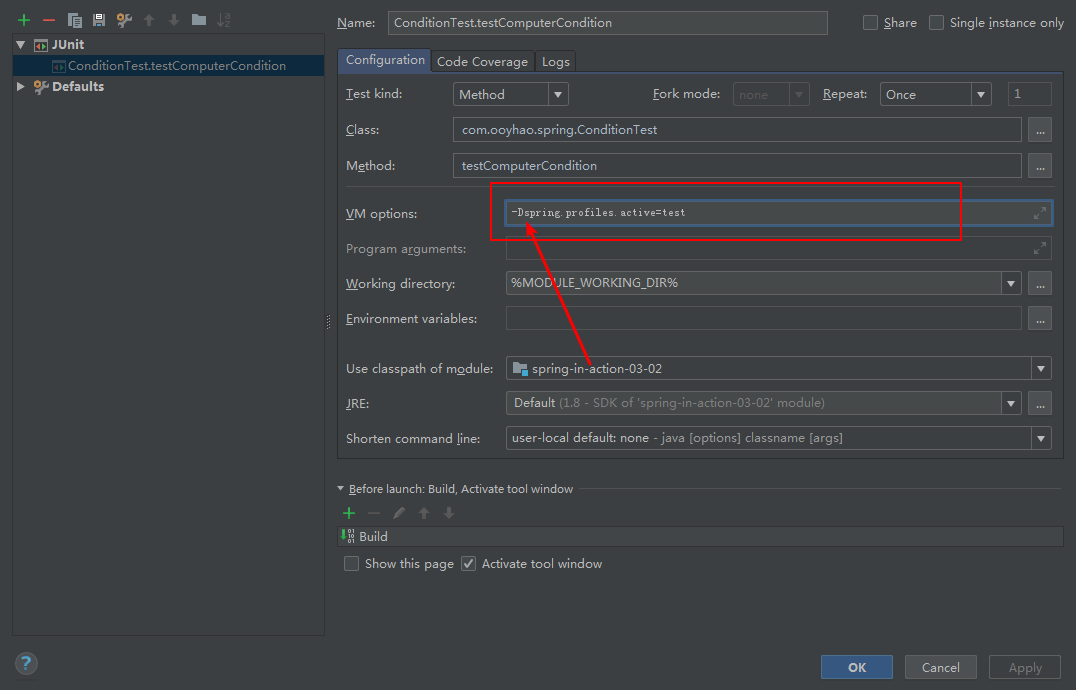 Name: ConditionTest.testComputerCondition Share Single instance only
JUnit
ConditionTest.testComputerCondition
Defaults
Configuration Code Coverage Logs
Test kind: Method Fork mode: none Repeat: Once 1
Class: com.ooyhao.spring.ConditionTest ...
Method: testComputerCondition ...
VM options: -Dspring.profiles.active=test
Program arguments:
Working directory: %MODULE_WORKING_DIR% ...
Environment variables: ...
Use classpath of module: spring-in-action-03-02
JRE: Default (1.8 - SDK of 'spring-in-action-03-02' module) ...
Shorten command line: user-local default: none - java [options] classname [args]
Before launch: Build, Activate tool window
Build
Show this page Activate tool window
? OK Cancel Apply